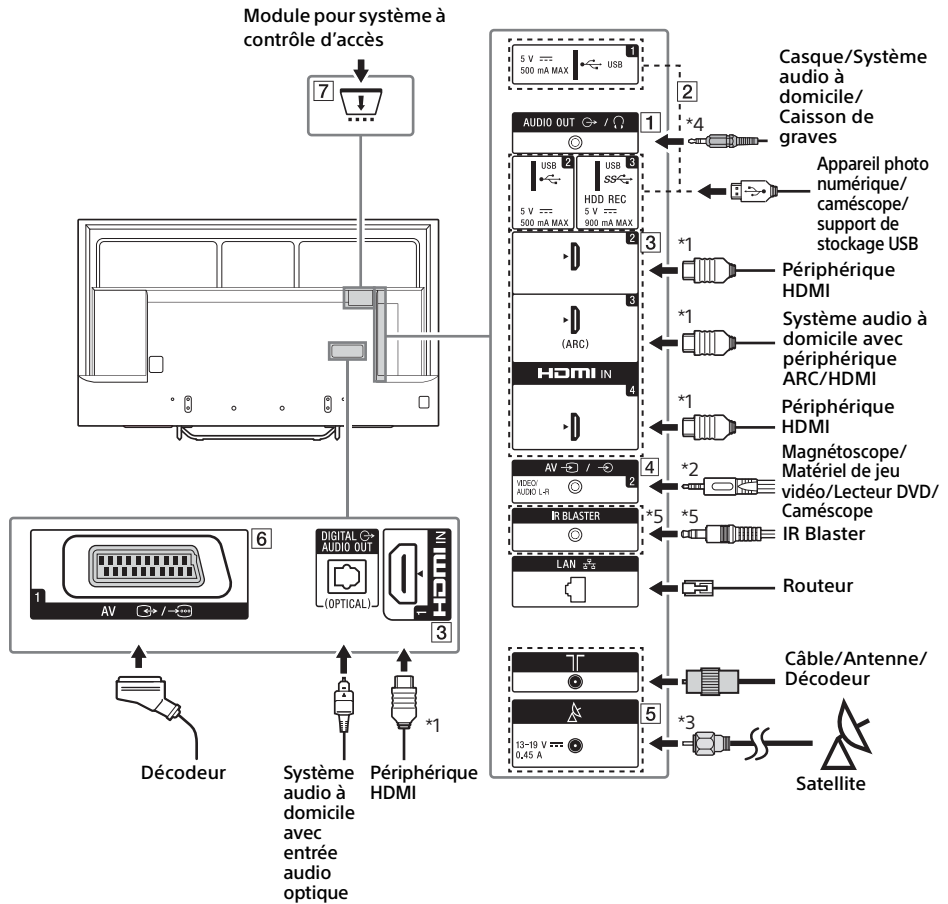 Module pour système à
contrôle d'accès
7
5 V
500 mA MAX
USB
1
2
Casque/Système
audio à
domicile/
Caisson de
graves
AUDIO OUT /
1
*4
USB 2
5 V
500 mA MAX
USB 3
SS
HDD REC
5 V
900 mA MAX
Appareil photo
numérique/
caméscope/
support de
stockage USB
2
3
*1
Périphérique
HDMI
3
(ARC)
*1
Système audio à
domicile avec
périphérique
ARC/HDMI
HDMI IN
4
*1
Périphérique
HDMI
AV /
4
VIDEO/
AUDIO L-R
2
*2
Magnétoscope/
Matériel de jeu
vidéo/Lecteur DVD/
Caméscope
IR BLASTER
*5
*5
IR Blaster
LAN
Routeur
Câble/Antenne/
Décodeur
5
13-19 V
0.45 A
*3
Satellite
6
1
AV /
DIGITAL
AUDIO OUT
(OPTICAL)
HDMI IN
1
3
*1
Décodeur
Système
audio à
domicile
avec
entrée
audio
optique
Périphérique
HDMI